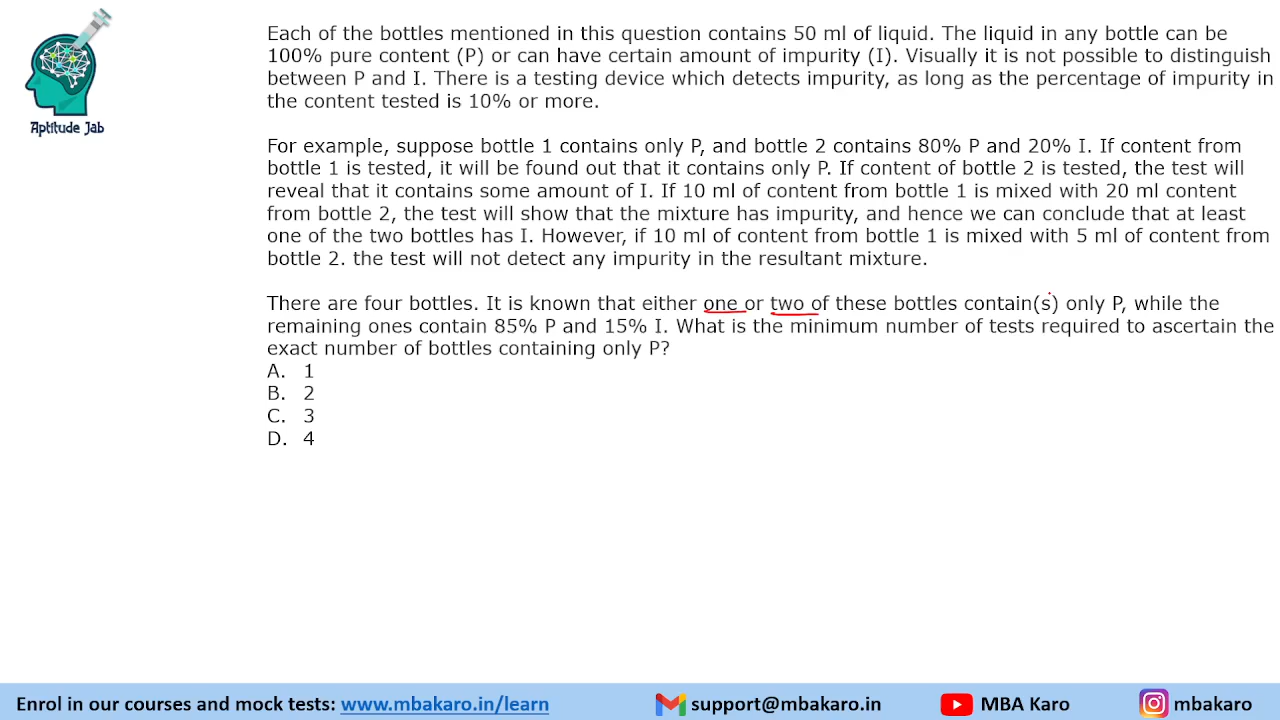 Aptitude Jab
Each of the bottles mentioned in this question contains 50 ml of liquid. The liquid in any bottle can be
100% pure content (P) or can have certain amount of impurity (I). Visually it is not possible to distinguish
between P and I. There is a testing device which detects impurity, as long as the percentage of impurity in
the content tested is 10% or more.
For example, suppose bottle 1 contains only P, and bottle 2 contains 80% P and 20% I. If content from
bottle 1 is tested, it will be found out that it contains only P. If content of bottle 2 is tested, the test will
reveal that it contains some amount of I. If 10 ml of content from bottle 1 is mixed with 20 ml content
from bottle 2, the test will show that the mixture has impurity, and hence we can conclude that at least
one of the two bottles has I. However, if 10 ml of content from bottle 1 is mixed with 5 ml of content from
bottle 2. the test will not detect any impurity in the resultant mixture.
There are four bottles. It is known that either one or two of these bottles contain(s) only P, while the
remaining ones contain 85% P and 15% I. What is the minimum number of tests required to ascertain the
exact number of bottles containing only P?
A. 1
B. 2
C. 3
D. 4
Enrol in our courses and mock tests: www.mbakaro.in/learn support@mbakaro.in MBA Karo mbakaro